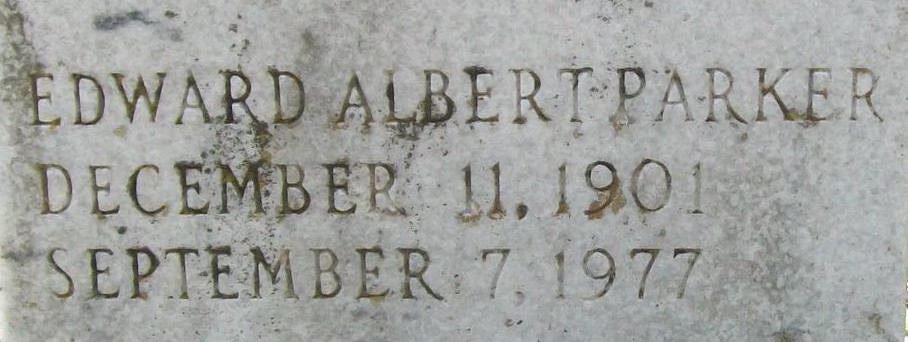 EDWARD ALBERT PARKER
DECEMBER 11, 1901
SEPTEMBER 7, 1977